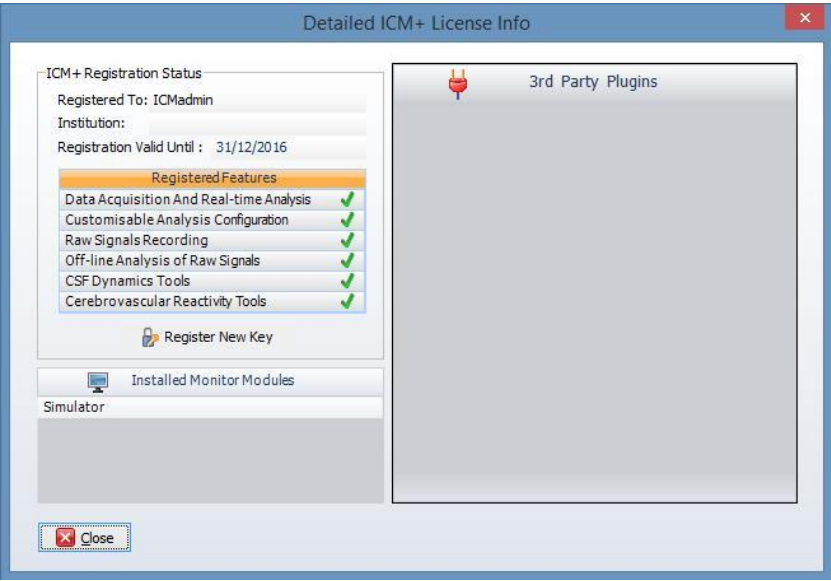 Detailed ICM+ License Info
ICM+ Registration Status
Registered To: ICMadmin
Institution:
Registration Valid Until : 31/12/2016
Registered Features
Data Acquisition And Real-time Analysis
Customisable Analysis Configuration
Raw Signals Recording
Off-line Analysis of Raw Signals
CSF Dynamics Tools
Cerebrovascular Reactivity Tools
Register New Key
Installed Monitor Modules
Simulator
Close
3rd Party Plugins